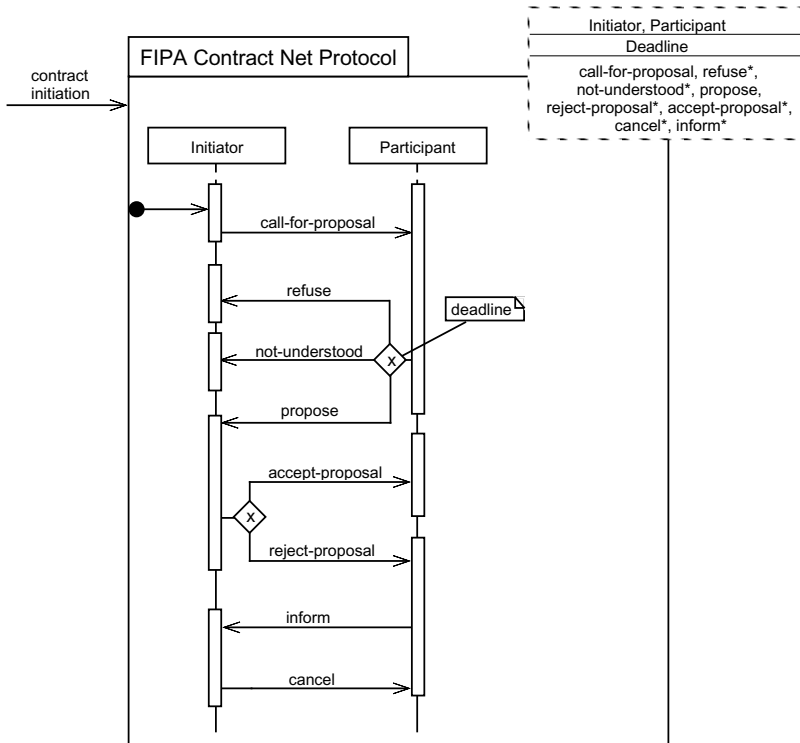 Initiator, Participant
Deadline
call-for-proposal, refuse*,
not-understood*, propose,
reject-proposal*, accept-proposal*,
cancel*, inform*
FIPA Contract Net Protocol
contract
initiation
Initiator
Participant
call-for-proposal
refuse
deadline
not-understood
x
propose
accept-proposal
x
reject-proposal
inform
cancel